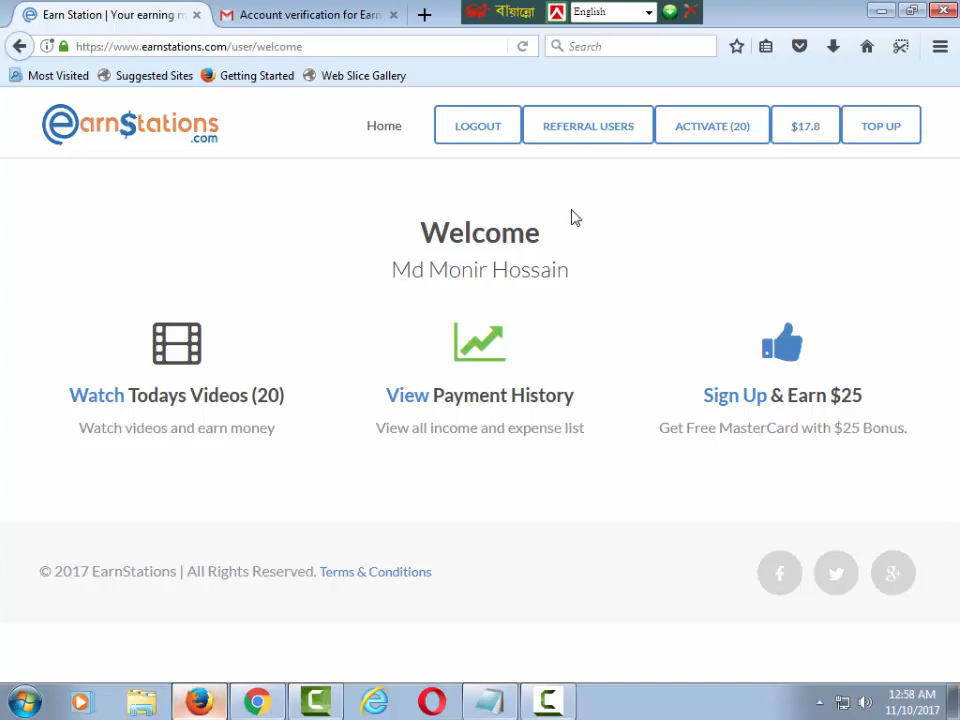 Earn Station | Your earning m
Account verification for Earn
বায়ান্নো
English
https://www.earnstations.com/user/welcome
Search
Most Visited
Suggested Sites
Getting Started
Web Slice Gallery
earn$tations
.com
Home
LOGOUT
REFERRAL USERS
ACTIVATE (20)
$17.8
TOP UP
Welcome
Md Monir Hossain
Watch Todays Videos (20)
Watch videos and earn money
View Payment History
View all income and expense list
Sign Up & Earn $25
Get Free MasterCard with $25 Bonus.
© 2017 EarnStations | All Rights Reserved. Terms & Conditions
12:58 AM
11/10/2017